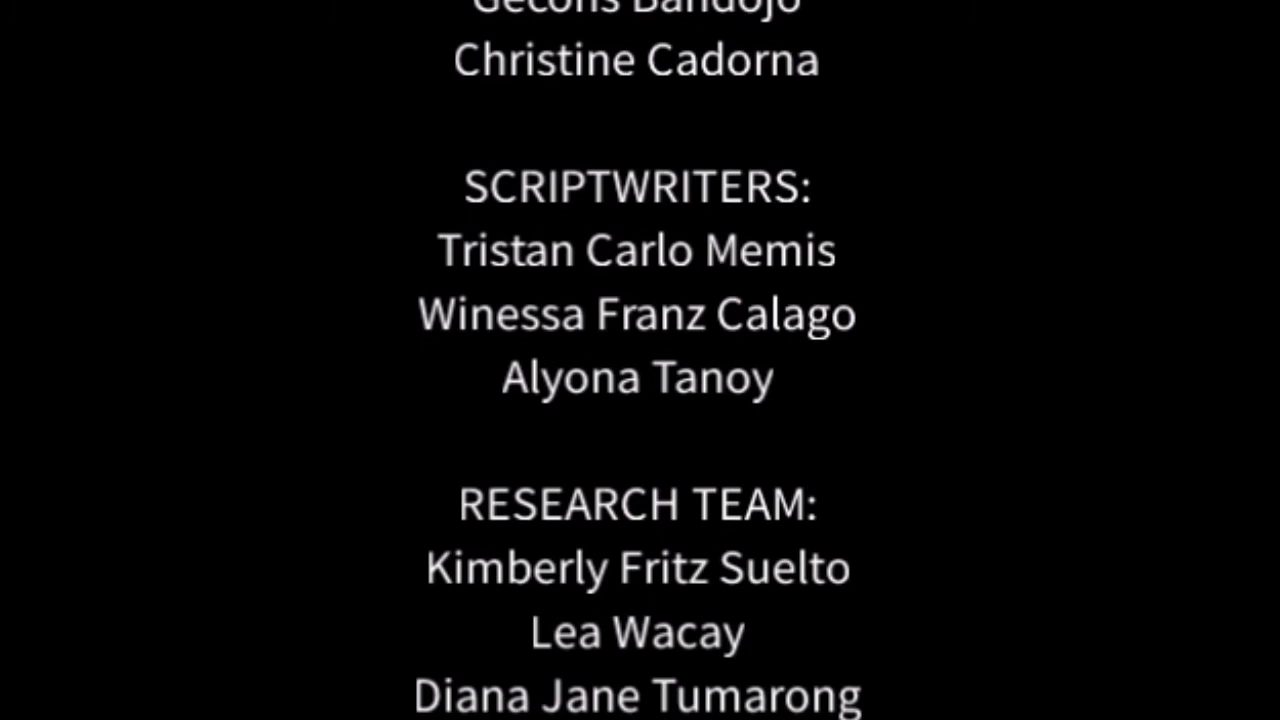 Bandojo
Christine Cadorna
SCRIPTWRITERS:
Tristan Carlo Memis
Winessa Franz Calago
Alyona Tanoy
RESEARCH TEAM:
Kimberly Fritz Suelto
Lea Wacay
Diana Jane Tumarong